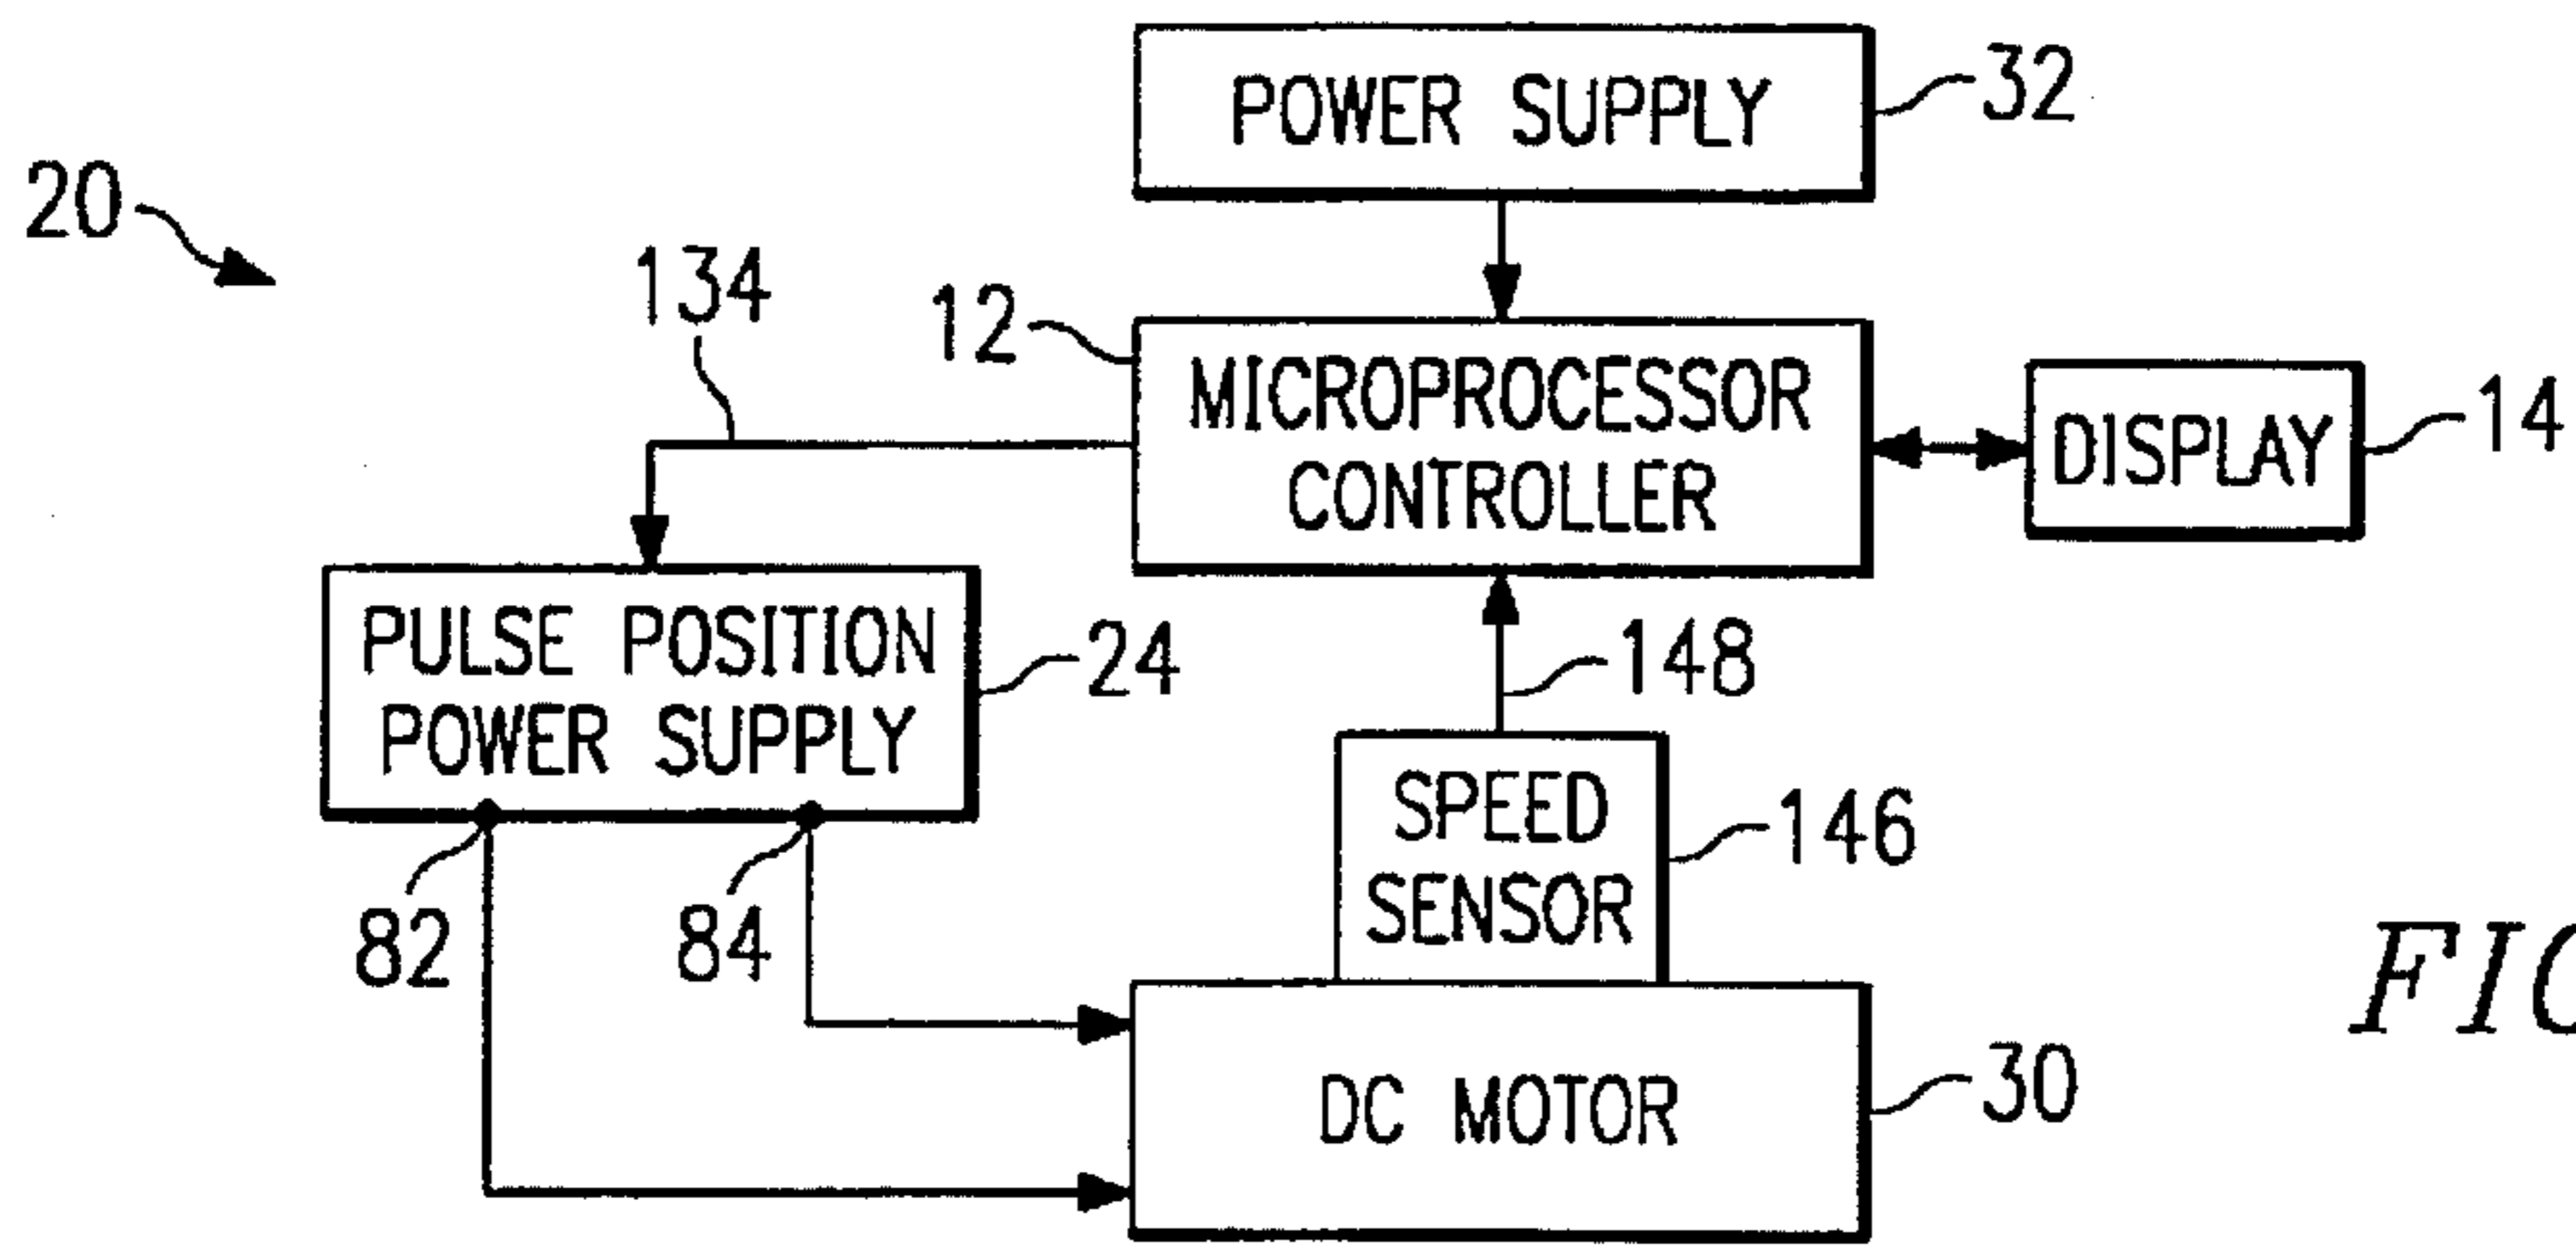 POWER SUPPLY
32
20
134
12
MICROPROCESSOR
CONTROLLER
DISPLAY
14
PULSE POSITION
POWER SUPPLY
24
148
SPEED
SENSOR
146
82
84
DC MOTOR
30